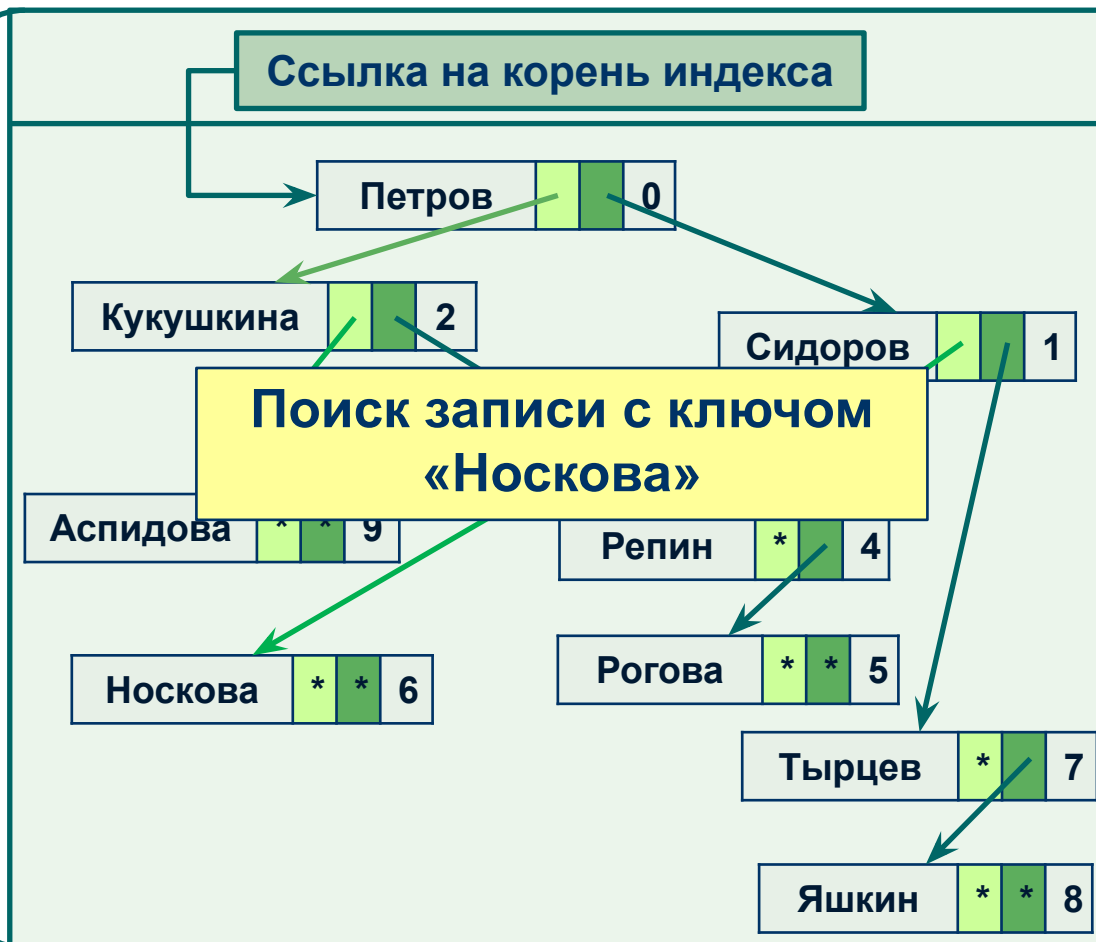 Ссылка на корень индекса
Петров 0
Кукушкина 2
Сидоров 1
Поиск записи с ключом
«Носкова»
Аспидова * * 9
Репин * 4
Рогова * * 5
Носкова * * 6
Тырцев * 7
Яшкин * * 8